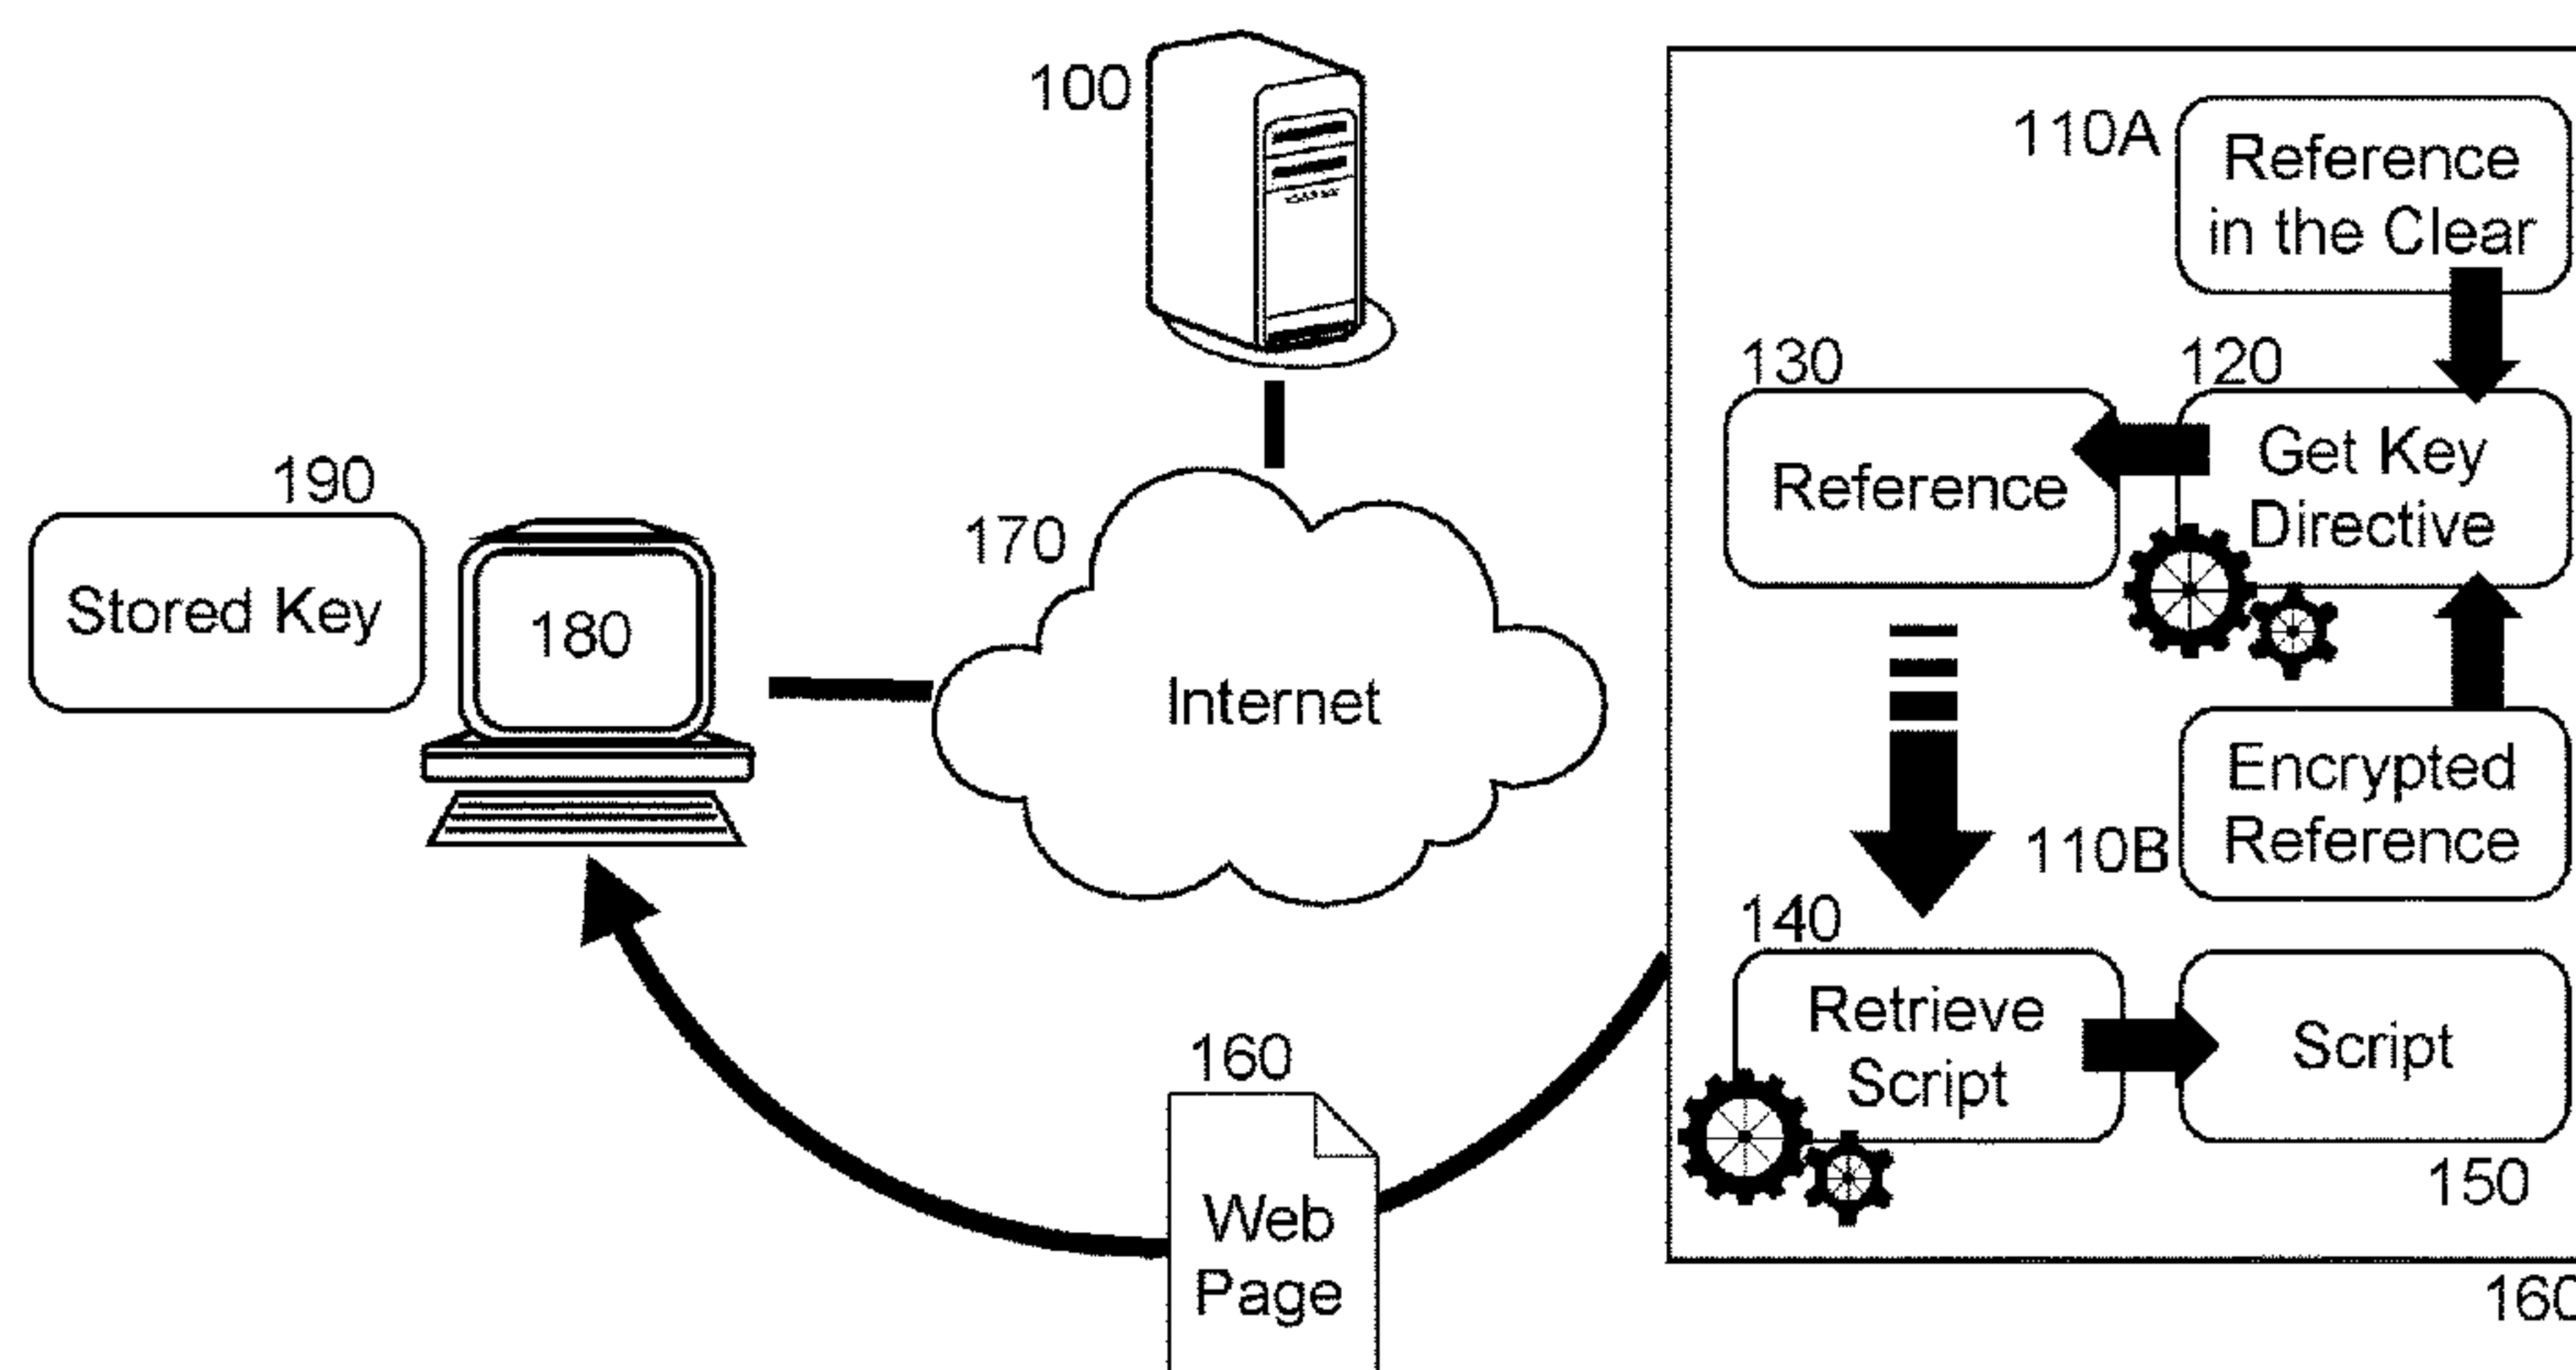 100
110A
Reference
in the Clear
130
120
Reference
Get Key
Directive
190
Stored Key
180
170
Internet
110B
Encrypted
Reference
140
Retrieve
Script
Script
150
160
Web
Page
160